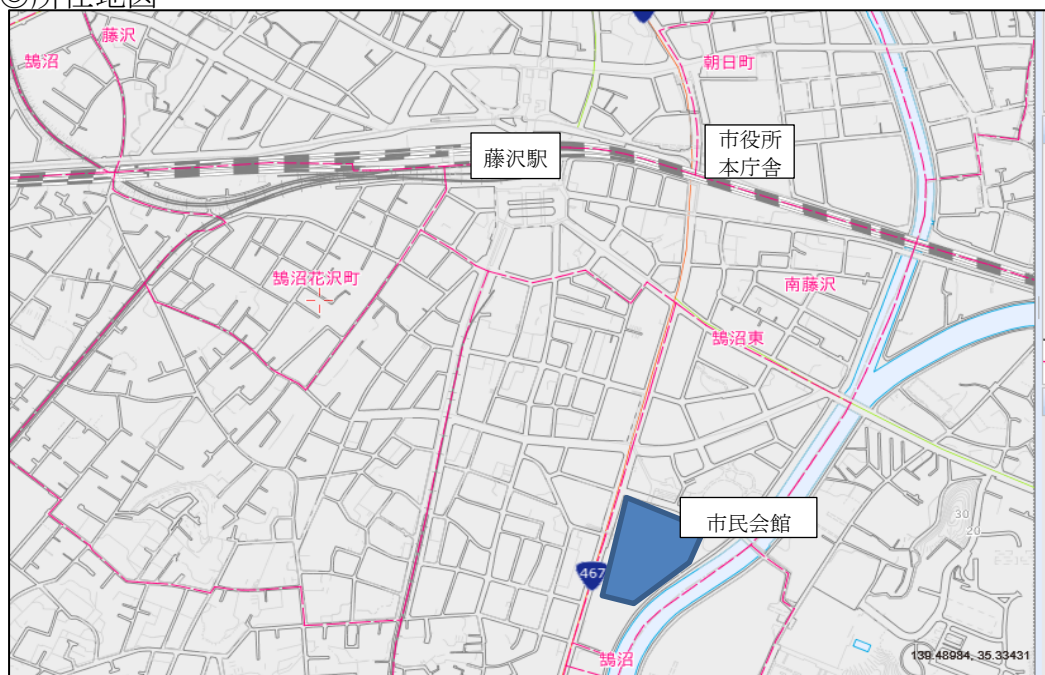 ◎所在地図
藤沢
鵠沼
朝日町
市役所
本庁舎
藤沢駅
鵠沼花沢町
南藤沢
鵠沼東
市民会館
30
20
467
鵠沼
139.48984, 35.33431